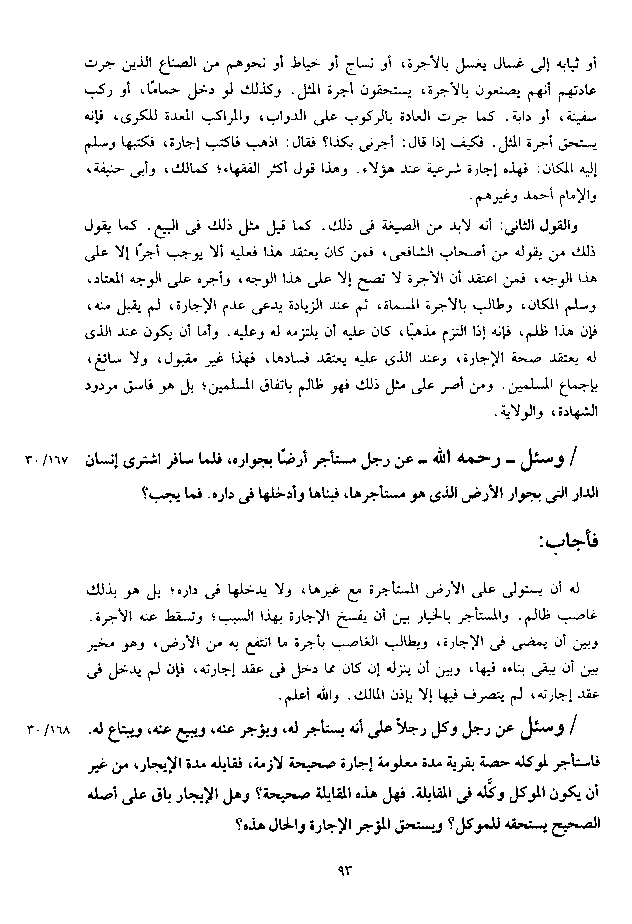 أو ثيابه إلى غسال يغسل بالأجرة، أو نساج أو خياط أو نحوهم من الصناع الذين جرت
عادتهم أنهم يصنعون بالأجرة، يستحقون أجرة المثل. وكذلك لو دخل حمامًا، أو ركب
سفينة، أو دابة. كما جرت العادة بالركوب على الدواب، والمراكب المعدة للكرى، فإنه
يستحق أجرة المثل. فكيف إذا قال: أجرنى بكذا؟ فقال: اذهب فاكتب إجارة، فكتبها وسلم
إليه المكان: فهذه إجارة شرعية عند هؤلاء. وهذا قول أكثر الفقهاء؛ كمالك، وأبى حنيفة،
والإمام أحمد وغيرهم.
والقول الثانى: أنه لابد من الصيغة فى ذلك. كما قيل مثل ذلك فى البيع. كما يقول
ذلك من يقوله من أصحاب الشافعى، فمن كان يعتقد هذا فعليه ألا يوجب أجرًا إلا على
هذا الوجه، فمن اعتقد أن الأجرة لا تصح إلا على هذا الوجه، وأجره على الوجه المعتاد،
وسلم المكان، وطالب بالأجرة المسماة، ثم عند الزيادة يدعى عدم الإجارة، لم يقبل منه،
فإن هذا ظلم، فإنه إذا التزم مذهبًا، كان عليه أن يلتزمه له وعليه. وأما أن يكون عند الذى
له يعتقد صحة الإجارة، وعند الذى عليه يعتقد فسادها، فهذا غير مقبول، ولا سائغ،
بإجماع المسلمين. ومن أصر على مثل ذلك فهو ظالم باتفاق المسلمين؛ بل هو فاسق مردود
الشهادة، والولاية.
/ وسئل ـ رحمه الله ـ عن رجل مستأجر أرضًا بجواره، فلما سافر اشترى إنسان ٣٠/١٦٧
الدار التى بجوار الأرض الذى هو مستأجرها، فبناها وأدخلها فى داره. فما يجب؟
فأجاب:
له أن يستولى على الأرض المستأجرة مع غيرها، ولا يدخلها فى داره؛ بل هو بذلك
غاصب ظالم. والمستأجر بالخيار بين أن يفسخ الإجارة بهذا السبب؛ وتسقط عنه الأجرة.
وبين أن يمضى فى الإجارة، ويطالب الغاصب بأجرة ما انتفع به من الأرض، وهو مخير
بين أن يبقى بناءه فيها، وبين أن ينزله إن كان مما دخل فى عقد إجارته، فإن لم يدخل فى
عقد إجارته، لم يتصرف فيها إلا بإذن المالك. والله أعلم.
/ وسئل عن رجل وكل رجلاً على أنه يستأجر له، ويؤجر عنه، ويبيع عنه، ويبتاع له. ٣٠/١٦٨
فاستأجر لموكله حصة بقرية مدة معلومة إجارة صحيحة لازمة، فقايله مدة الإيجار، من غير
أن يكون الموكل وكَّله فى المقابلة. فهل هذه المقابلة صحيحة؟ وهل الإيجار باق على أصله
الصحيح يستحقه للموكل؟ ويستحق المؤجر الإجارة والحال هذه؟
٩٣